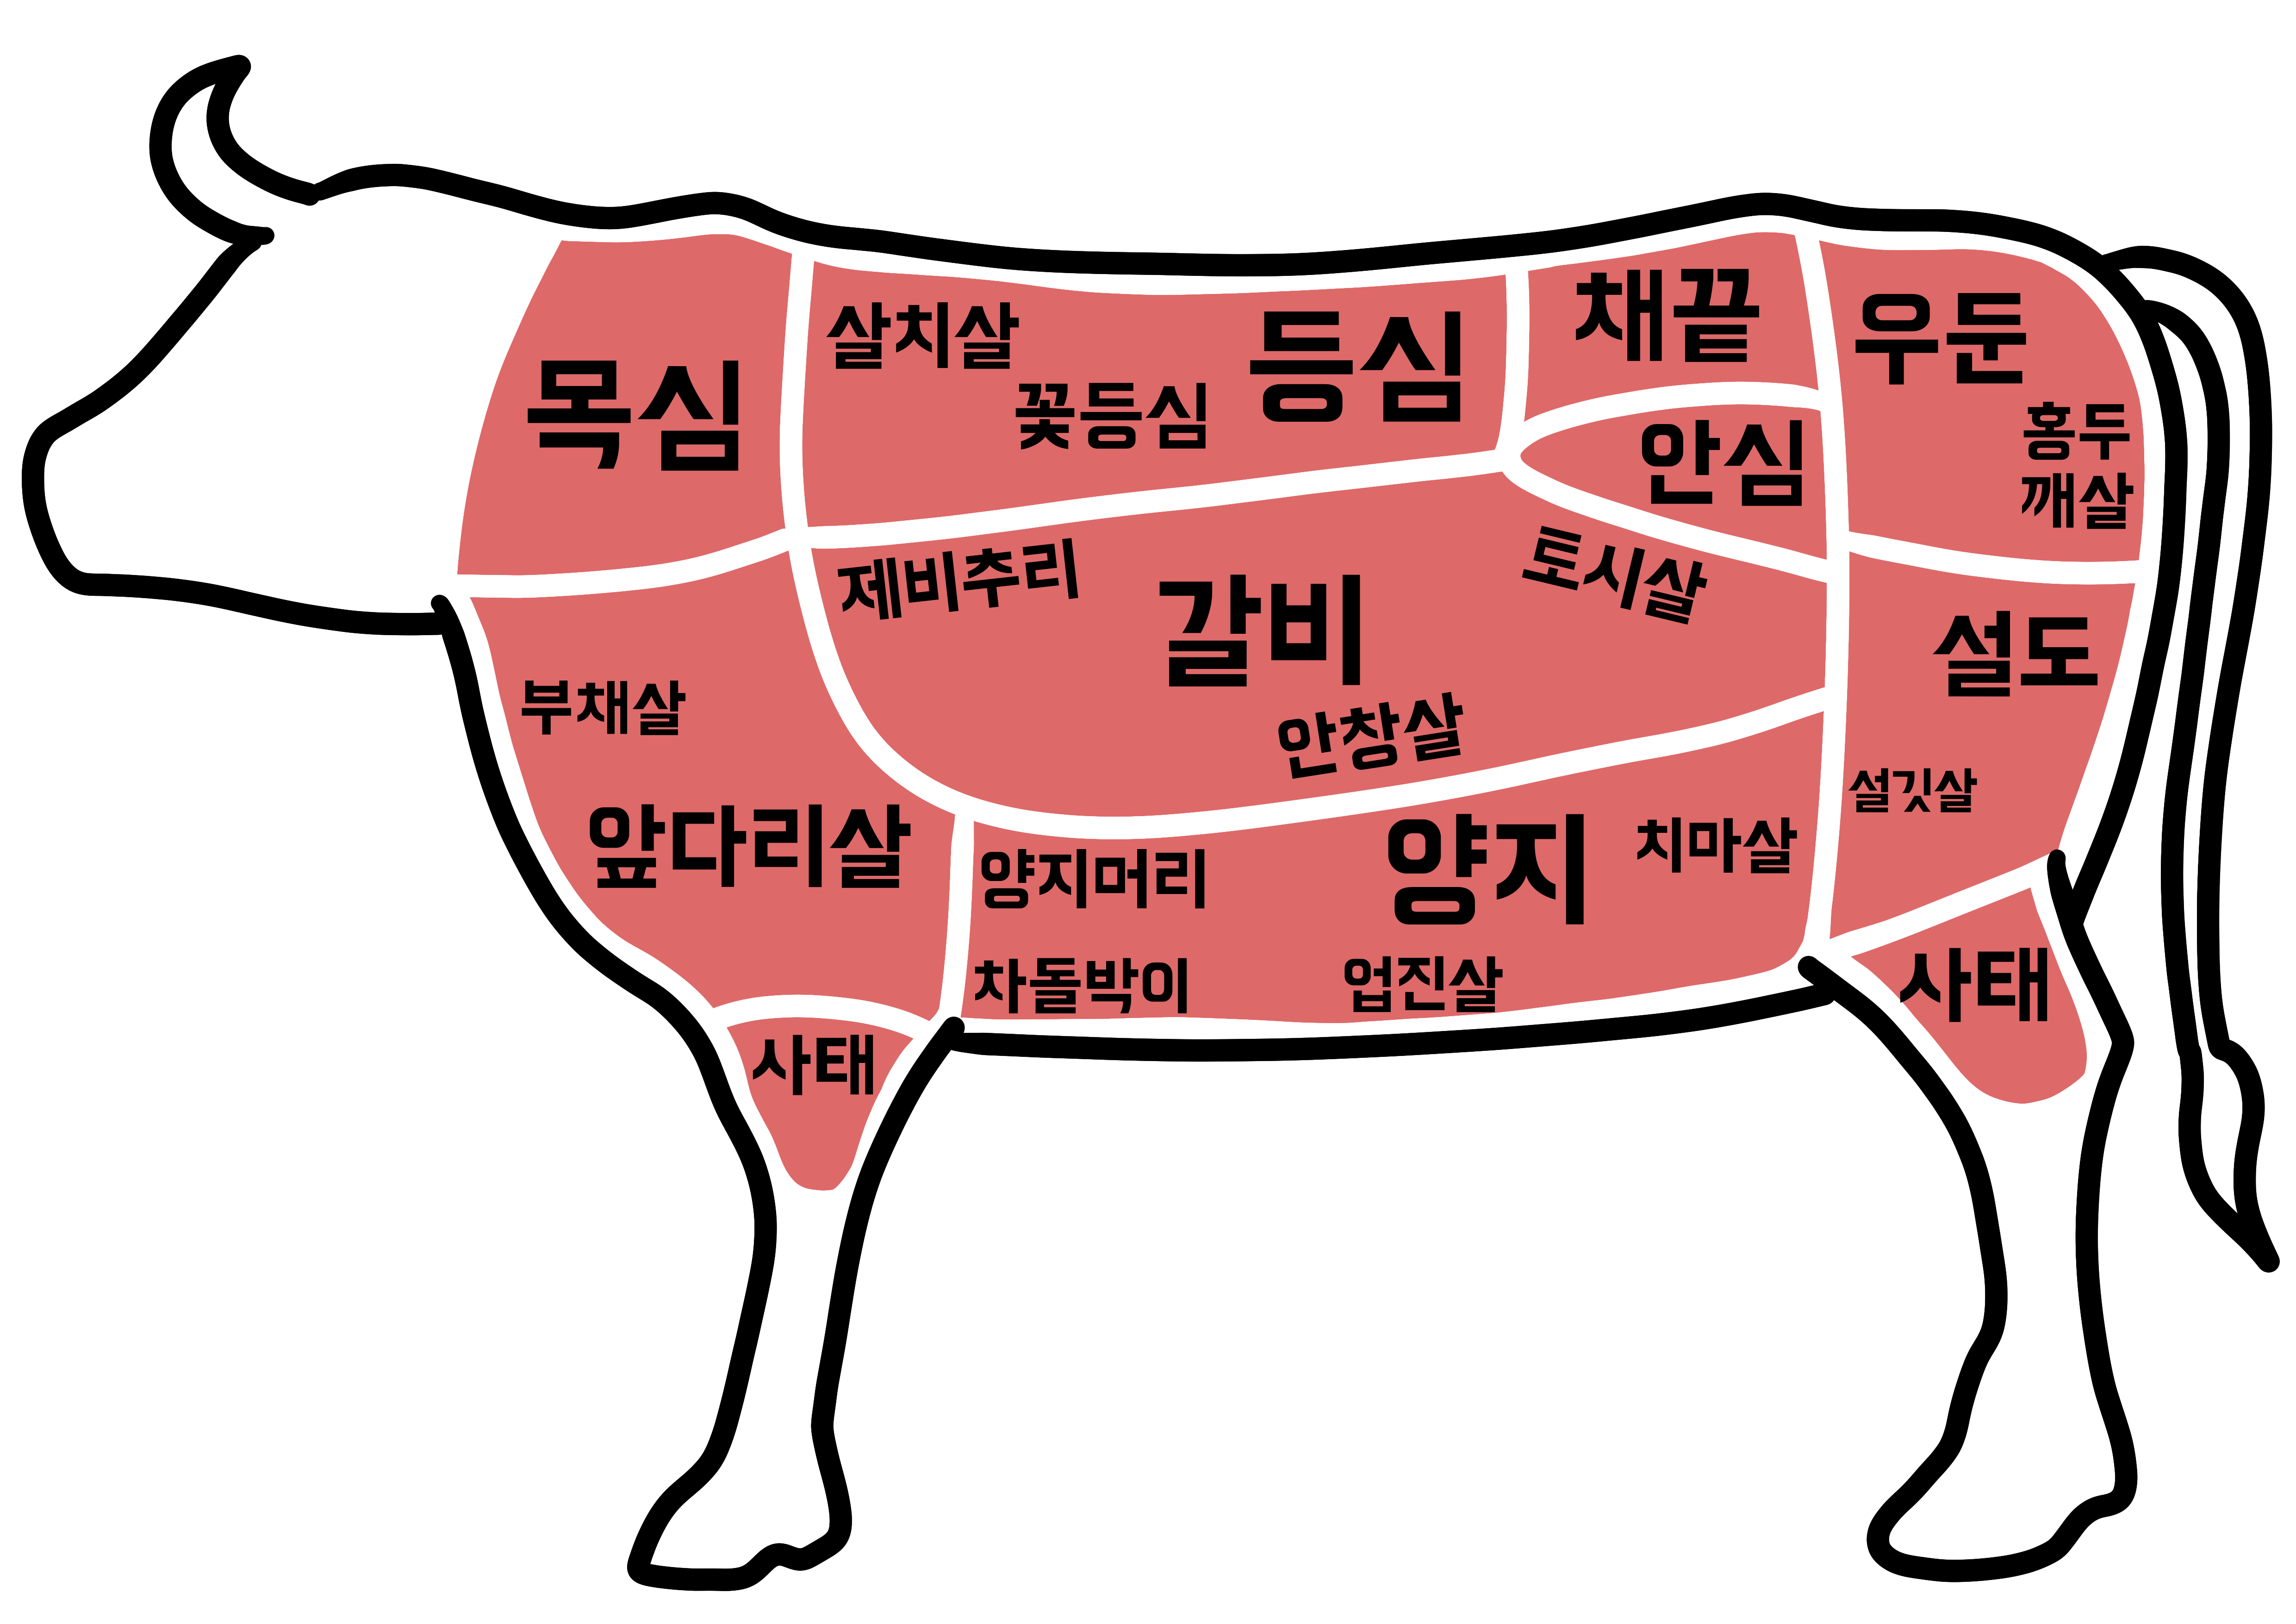 목심
살치살
꽃등심
등심
채끝
안심
우둔
홍두
깨살
제비추리
갈비
토시살
안창살
설도
설깃살
부채살
앞다리살
양지머리
양지
치마살
차돌박이
업진살
사태
사태